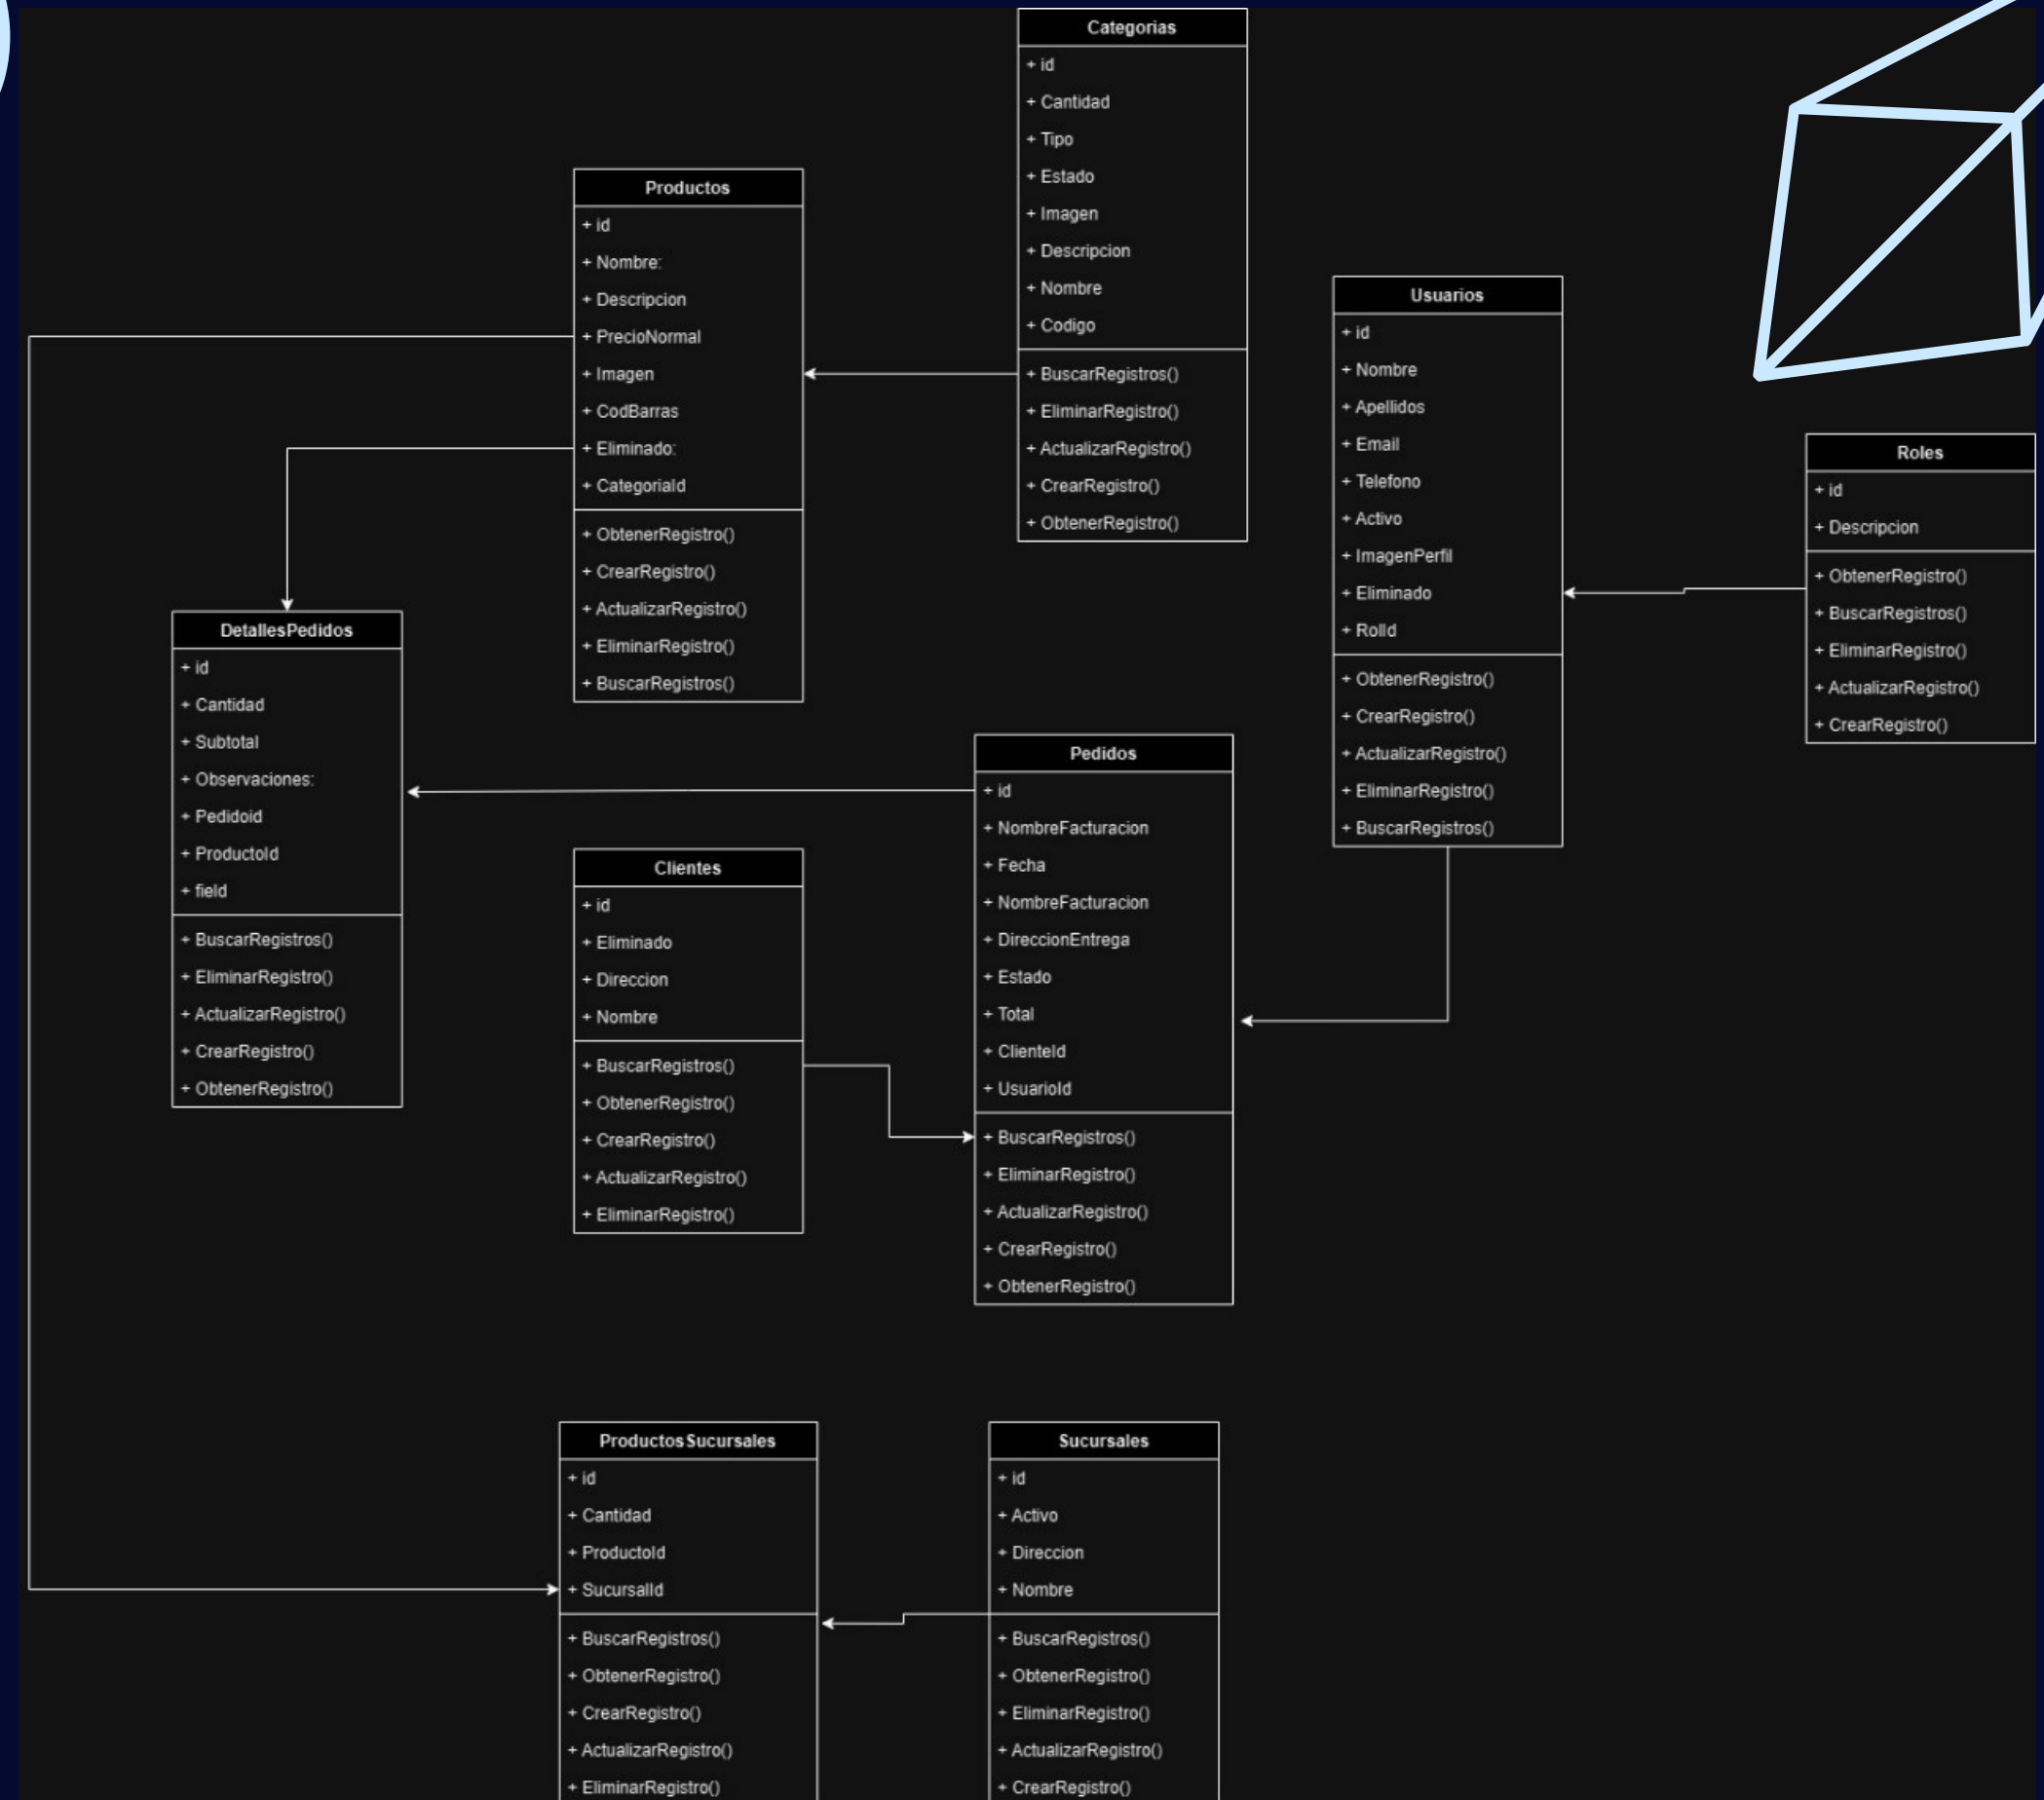 Categorias
+ id
+ Cantidad
+ Tipo
+ Estado
+ Imagen
+ Descripcion
+ Nombre
+ Codigo
+ BuscarRegistros()
+ EliminarRegistro()
+ ActualizarRegistro()
+ CrearRegistro()
+ ObtenerRegistro()
Productos
+ id
+ Nombre:
+ Descripcion
+ PrecioNormal
+ Imagen
+ CodBarras
+ Eliminado:
+ CategoriaId
+ ObtenerRegistro()
+ CrearRegistro()
+ ActualizarRegistro()
+ EliminarRegistro()
+ BuscarRegistros()
Usuarios
+ id
+ Nombre
+ Apellidos
+ Email
+ Telefono
+ Activo
+ ImagenPerfil
+ Eliminado
+ RolId
+ ObtenerRegistro()
+ CrearRegistro()
+ ActualizarRegistro()
+ EliminarRegistro()
+ BuscarRegistros()
Roles
+ id
+ Descripcion
+ ObtenerRegistro()
+ BuscarRegistros()
+ EliminarRegistro()
+ ActualizarRegistro()
+ CrearRegistro()
DetallesPedidos
+ id
+ Cantidad
+ Subtotal
+ Observaciones:
+ Pedidoid
+ ProductoId
+ field
+ BuscarRegistros()
+ EliminarRegistro()
+ ActualizarRegistro()
+ CrearRegistro()
+ ObtenerRegistro()
Pedidos
+ id
+ NombreFacturacion
+ Fecha
+ NombreFacturacion
+ DireccionEntrega
+ Estado
+ Total
+ ClienteId
+ UsuarioId
+ BuscarRegistros()
+ EliminarRegistro()
+ ActualizarRegistro()
+ CrearRegistro()
+ ObtenerRegistro()
Clientes
+ id
+ Eliminado
+ Direccion
+ Nombre
+ BuscarRegistros()
+ ObtenerRegistro()
+ CrearRegistro()
+ ActualizarRegistro()
+ EliminarRegistro()
ProductosSucursales
+ id
+ Cantidad
+ ProductoId
+ SucursalId
+ BuscarRegistros()
+ ObtenerRegistro()
+ CrearRegistro()
+ ActualizarRegistro()
+ EliminarRegistro()
Sucursales
+ id
+ Activo
+ Direccion
+ Nombre
+ BuscarRegistros()
+ ObtenerRegistro()
+ EliminarRegistro()
+ ActualizarRegistro()
+ CrearRegistro()